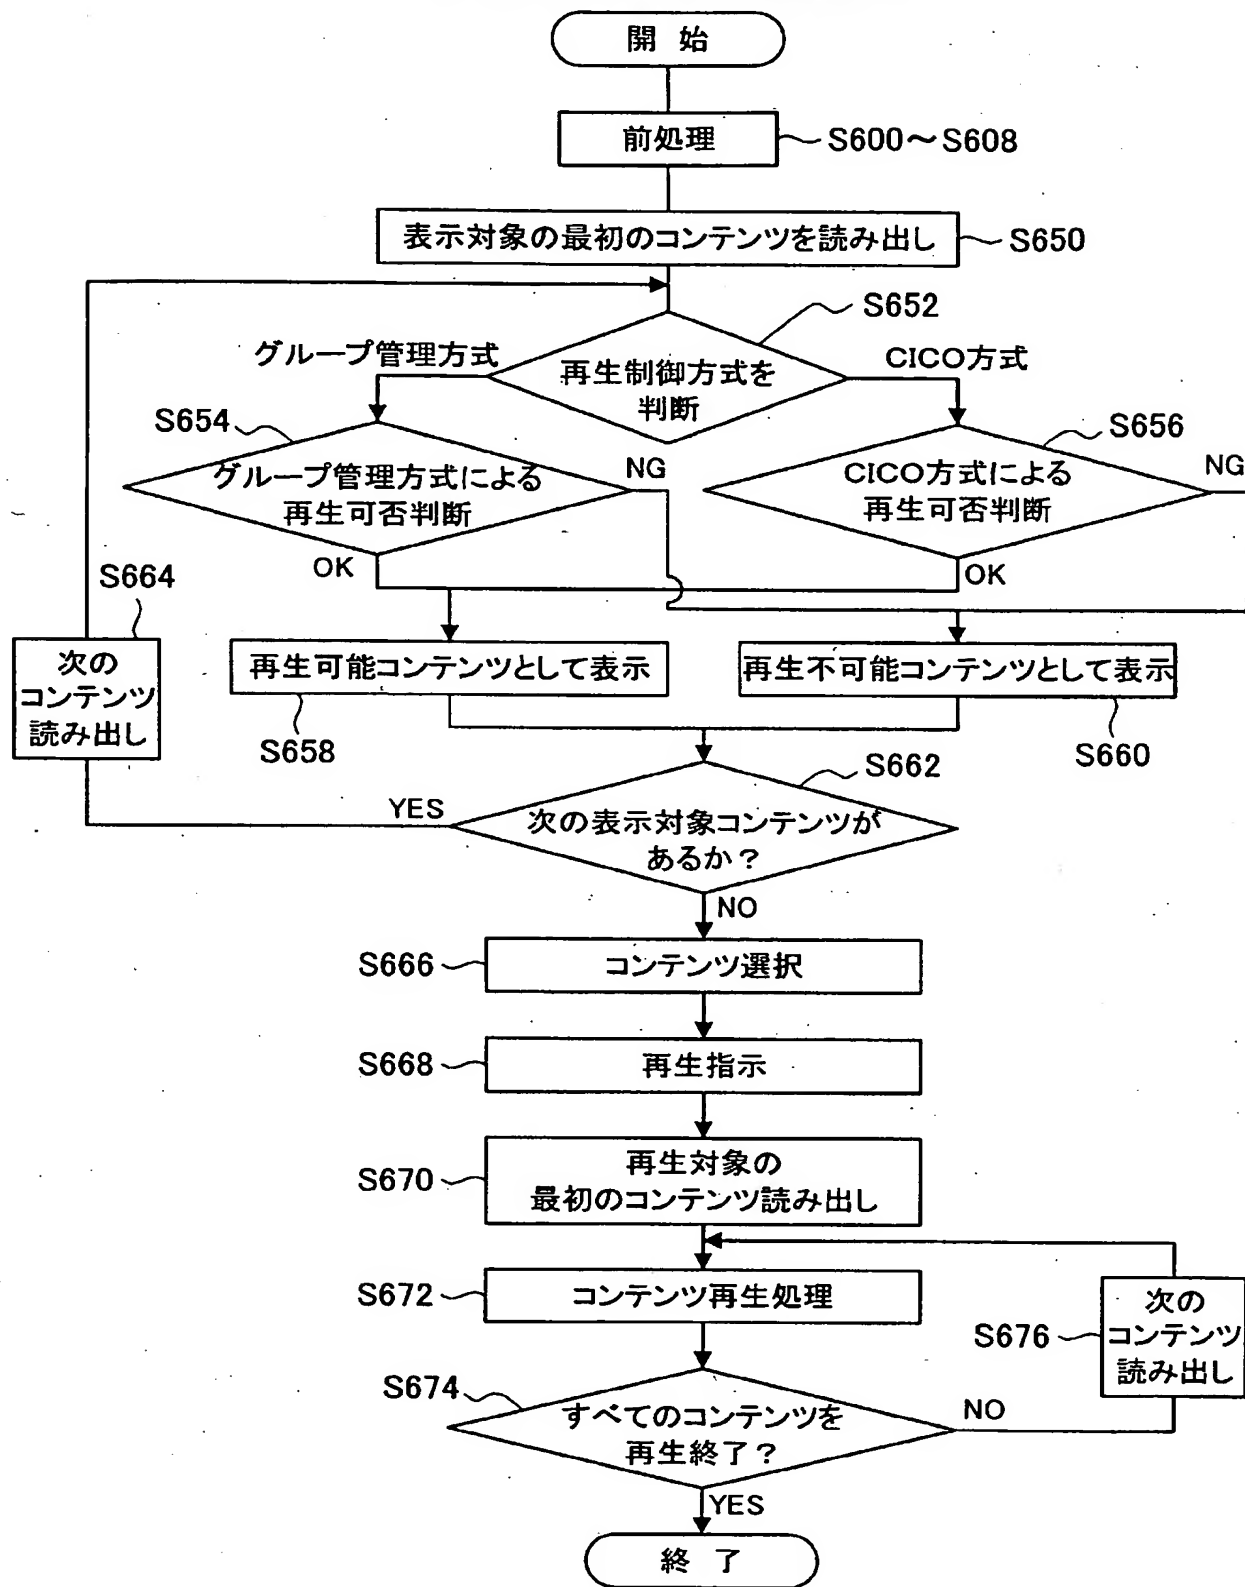 開 始
前処理
S600～S608
表示対象の最初のコンテンツを読み出し
S650
S652
グループ管理方式
CICO方式
再生制御方式を
判断
S654
S656
グループ管理方式による
再生可否判断
NG
CICO方式による
再生可否判断
NG
OK
OK
S664
次の
コンテンツ
読み出し
再生可能コンテンツとして表示
再生不可能コンテンツとして表示
S658
S660
S662
YES
次の表示対象コンテンツが
あるか？
NO
S666
コンテンツ選択
S668
再生指示
S670
再生対象の
最初のコンテンツ読み出し
S672
コンテンツ再生処理
S676
次の
コンテンツ
読み出し
S674
すべてのコンテンツを
再生終了？
NO
YES
終 了